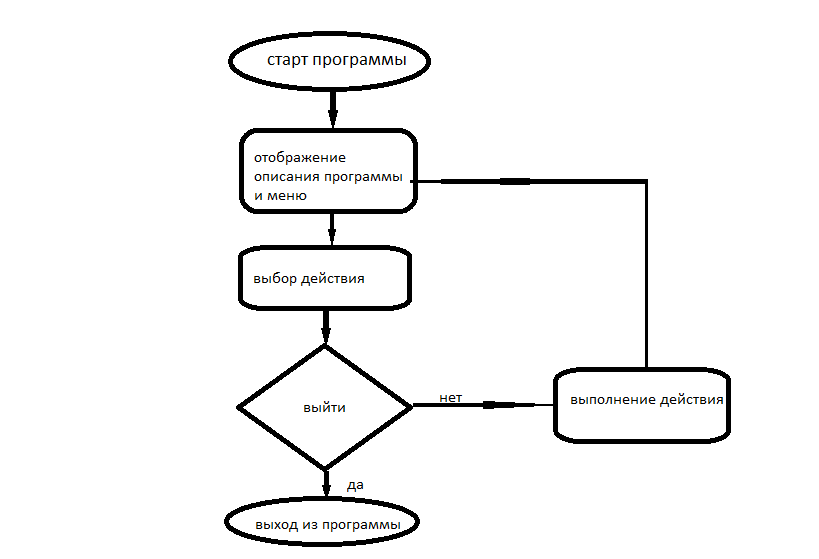 старт программы
отображение
описания программы
и меню
выбор действия
выйти
нет
выполнение действия
да
выход из программы